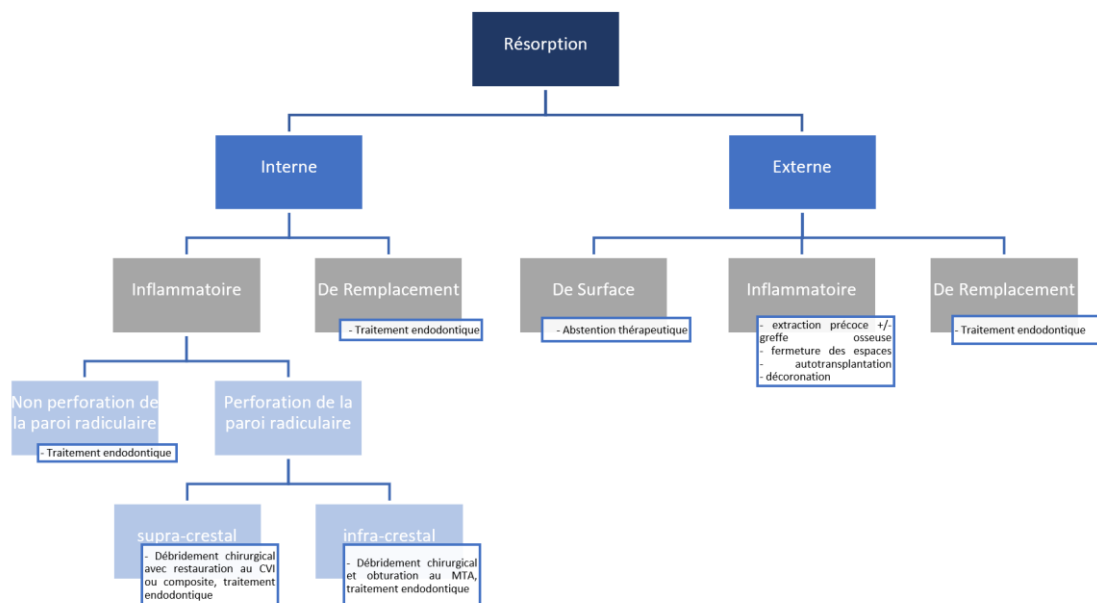 Résorption
Interne
Externe
Inflammatoire
De Remplacement
- Traitement endodontique
De Surface
- Abstention thérapeutique
Inflammatoire
- extraction précoce +/-
greffe osseuse
- fermeture des espaces
- autotransplantation
- décoronation
De Remplacement
- Traitement endodontique
Non perforation de
la paroi radiculaire
- Traitement endodontique
Perforation de la
paroi radiculaire
supra-crestal
- Débridement chirurgical
avec restauration au CVI
ou composite, traitement
endodontique
infra-crestal
- Débridement chirurgical
et obturation au MTA,
traitement endodontique